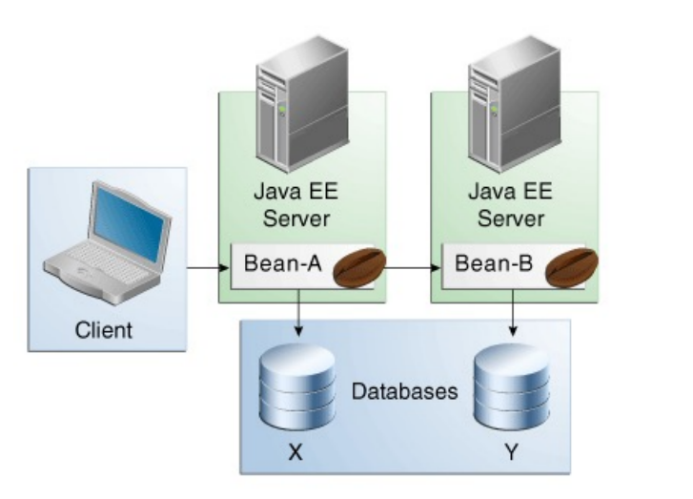 Java EE
Server
Java EE
Server
Bean-A
Bean-B
Client
Databases
X
Y